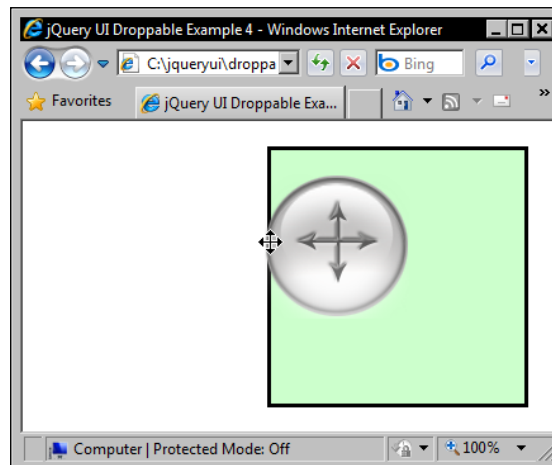 jQuery UI Droppable Example 4 - Windows Internet Explorer
C:\jqueryui\droppa
Bing
Favorites
jQuery UI Droppable Exa...
»
Computer | Protected Mode: Off
100%